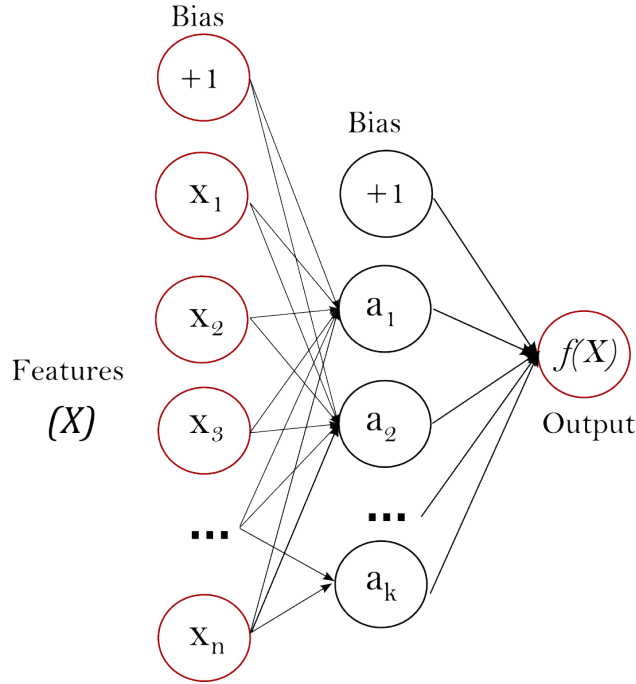 Bias
+1
x₁
x₂
x₃
...
xₙ
Features
(X)
Bias
+1
a₁
a₂
...
aₖ
f(X)
Output